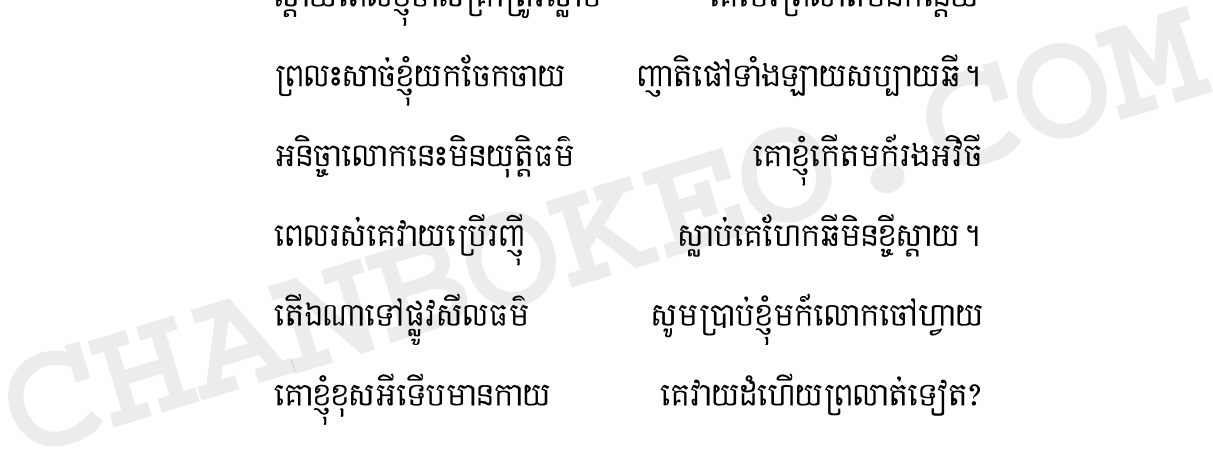 ព្រលះសាច់ខ្ញុំយកចែកចាយ ញាតិផៅទាំងឡាយសប្បាយឆី ។
អនិច្ចាលោកនេះមិនយុត្តិធម៌ គោខ្ញុំកើតមក៍រងអវិចី
ពេលរស់គេវាយប្រើរញ៉ី ស្លាប់គេហែកឆីមិនខ្ចីស្តាយ ។
តើឯណាទៅផ្លូវសីលធម៌ សូមប្រាប់ខ្ញុំមក៍លោកចៅហ្វាយ
គោខ្ញុំខុសអីទើបមានកាយ គេវាយដំហើយព្រលាត់ទៀត?
CHANBOKEO.COM